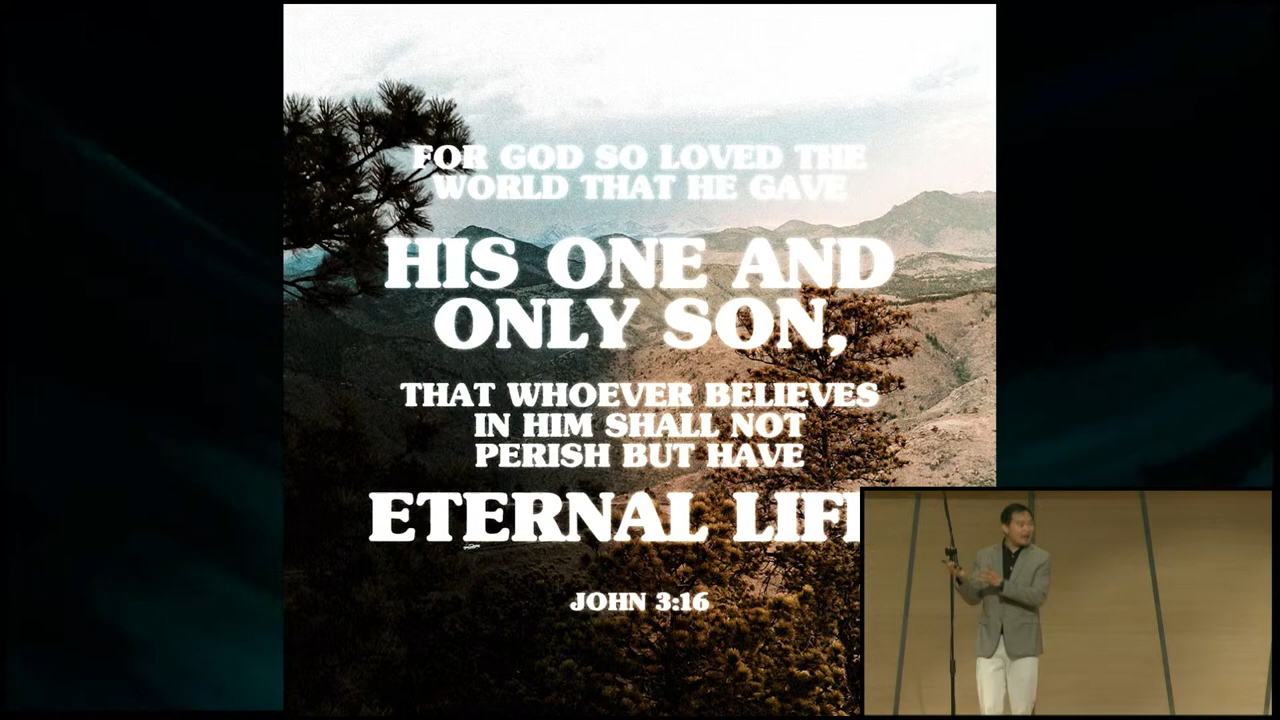 FOR GOD SO LOVED THE
WORLD THAT HE GAVE
HIS ONE AND
ONLY SON,
THAT WHOEVER BELIEVES
IN HIM SHALL NOT
PERISH BUT HAVE
ETERNAL LIF
JOHN 3:16